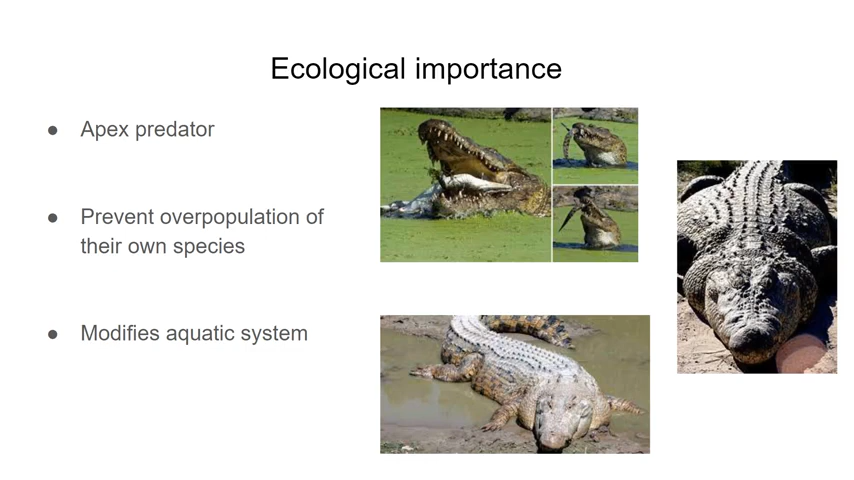 Ecological importance
● Apex predator
● Prevent overpopulation of
their own species
● Modifies aquatic system